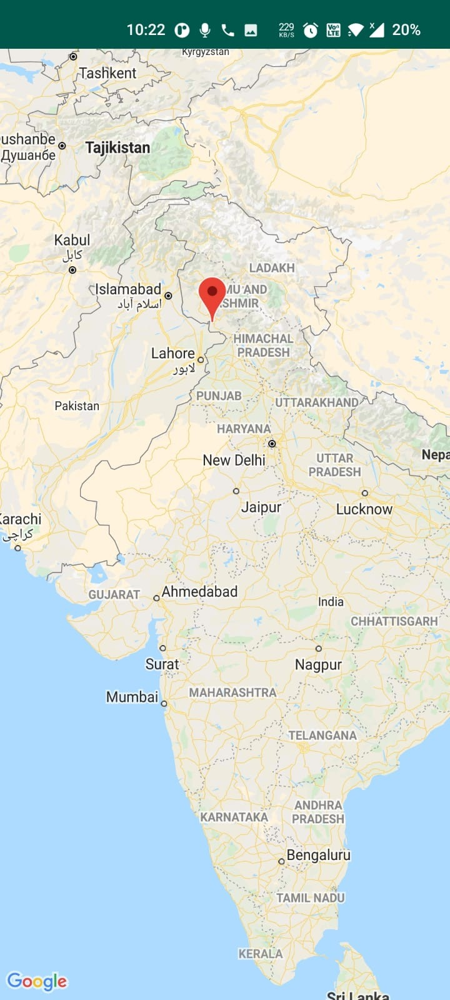 10:22
229
KB/S
Vo))
LTE
X
20%
Kyrgyzstan
Tashkent
ushanbe
Душанбе
Tajikistan
Kabul
كابل
LADAKH
Islamabad
اسلام آباد
MU AND
SHMIR
HIMACHAL
PRADESH
Lahore
لاہور
PUNJAB
UTTARAKHAND
Pakistan
HARYANA
New Delhi
UTTAR
PRADESH
Nepa
Jaipur
Lucknow
Karachi
کراچی
GUJARAT
Ahmedabad
India
CHHATTISGARH
Surat
Nagpur
Mumbai
MAHARASHTRA
TELANGANA
ANDHRA
PRADESH
KARNATAKA
Bengaluru
TAMIL NADU
KERALA
Google
Sri Lanka